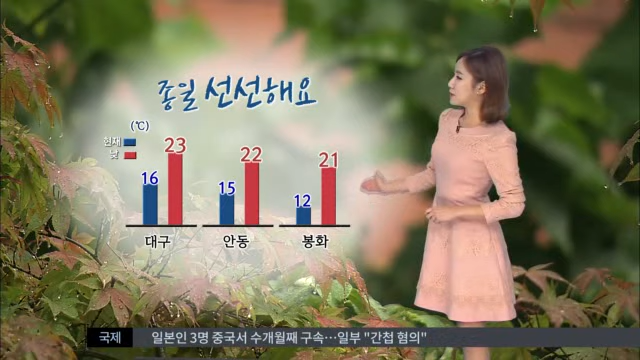 종일 선선해요
(℃)
현재
낮
16 23
15 22
12 21
대구 안동 봉화
국제 일본인 3명 중국서 수개월째 구속…일부 "간첩 혐의"